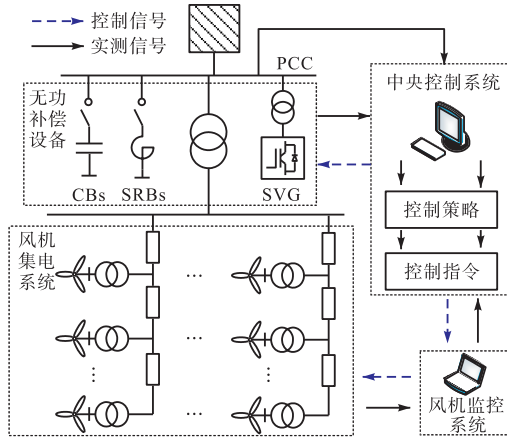 控制信号
实测信号
PCC
无功
补偿
设备
CBs
SRBs
SVG
中央控制系统
控制策略
控制指令
风机
集电
系统
...
...
...
...
...
风机监控
系统